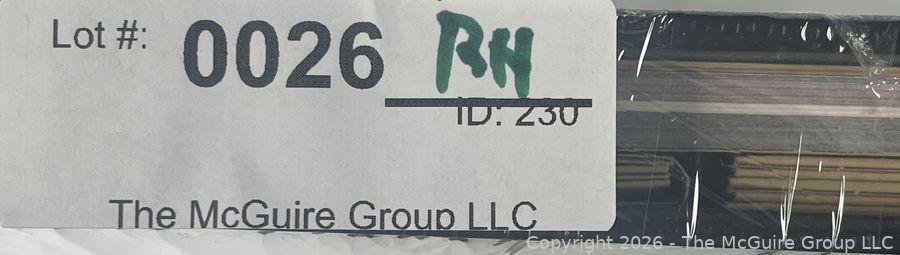 Lot #: 0026 RH
ID: 230
The McGuire Group LLC
Copyright 2026 - The McGuire Group LLC